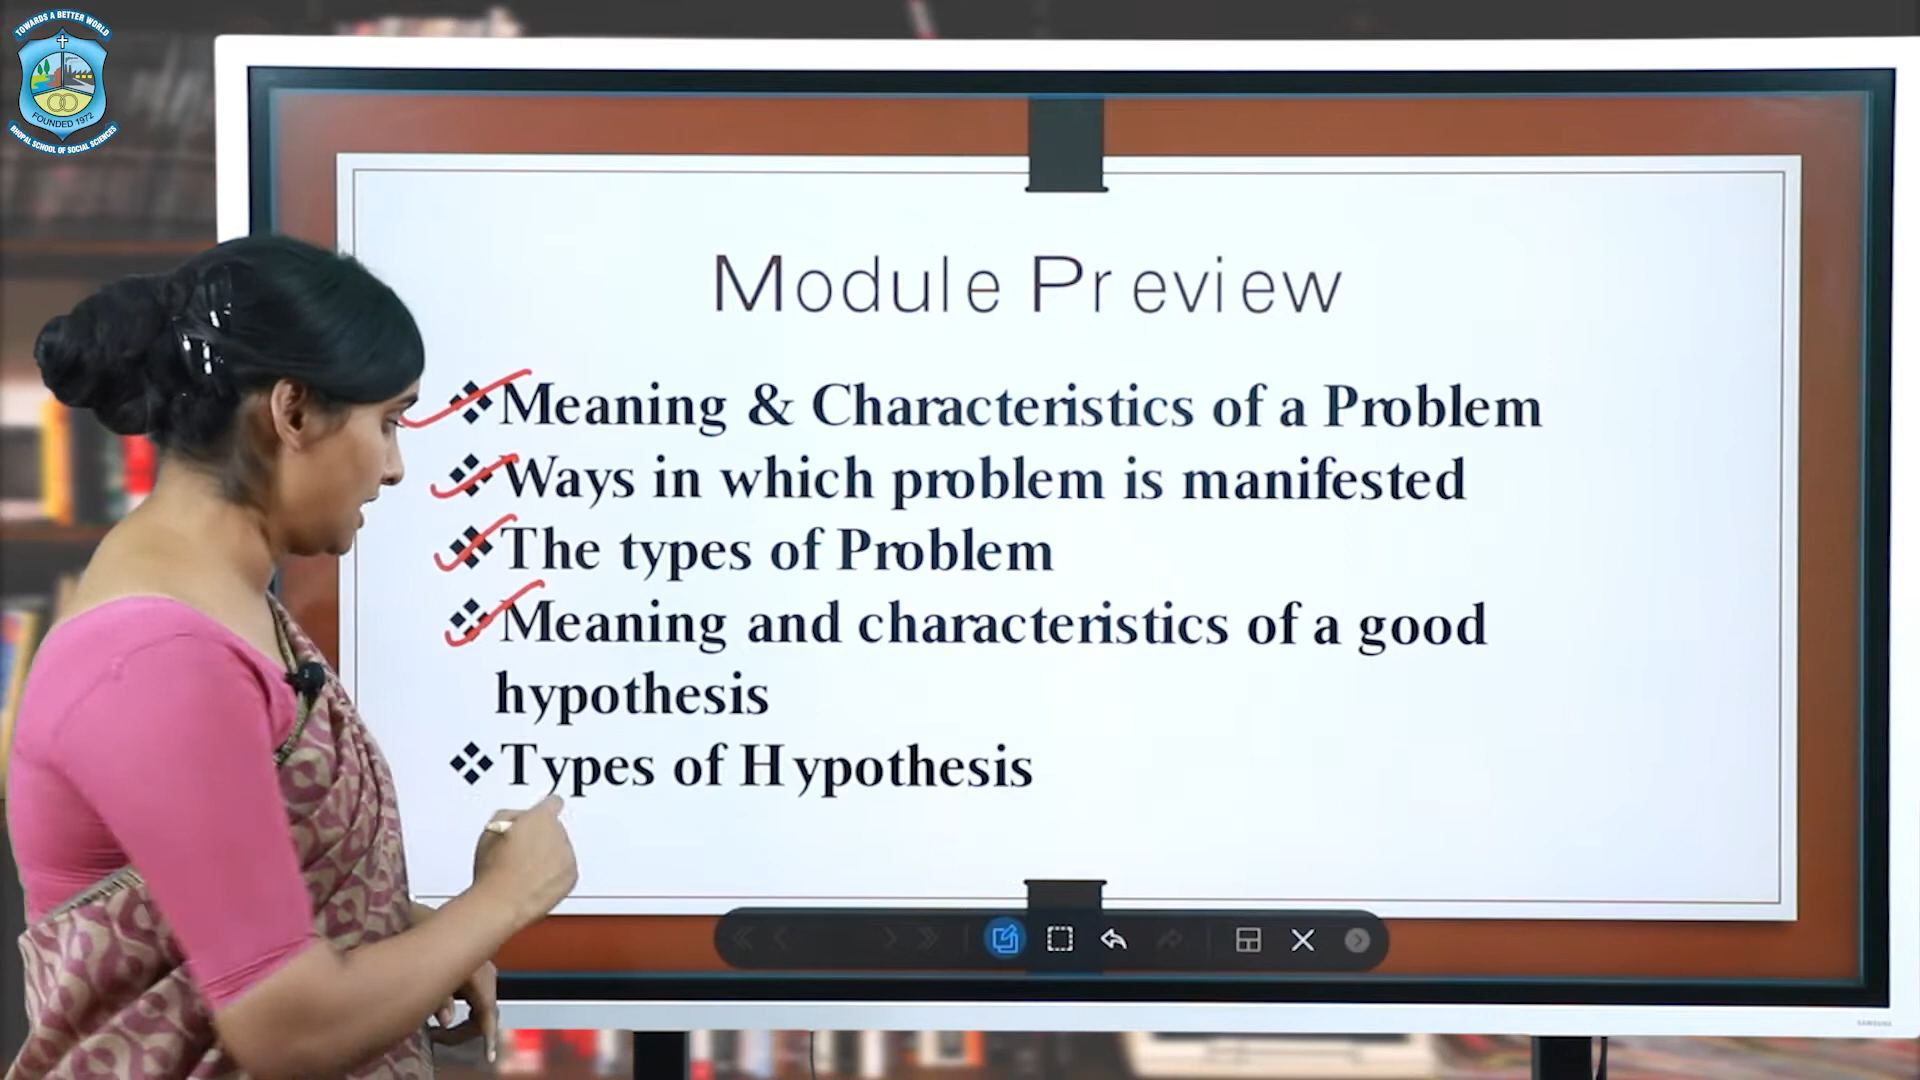 TOWARDS A BETTER WORLD
FOUNDED 1972
BHOPAL SCHOOL OF SOCIAL SCIENCES
Module Preview
Meaning & Characteristics of a Problem
Ways in which problem is manifested
The types of Problem
Meaning and characteristics of a good
hypothesis
Types of Hypothesis
SAMSUNG